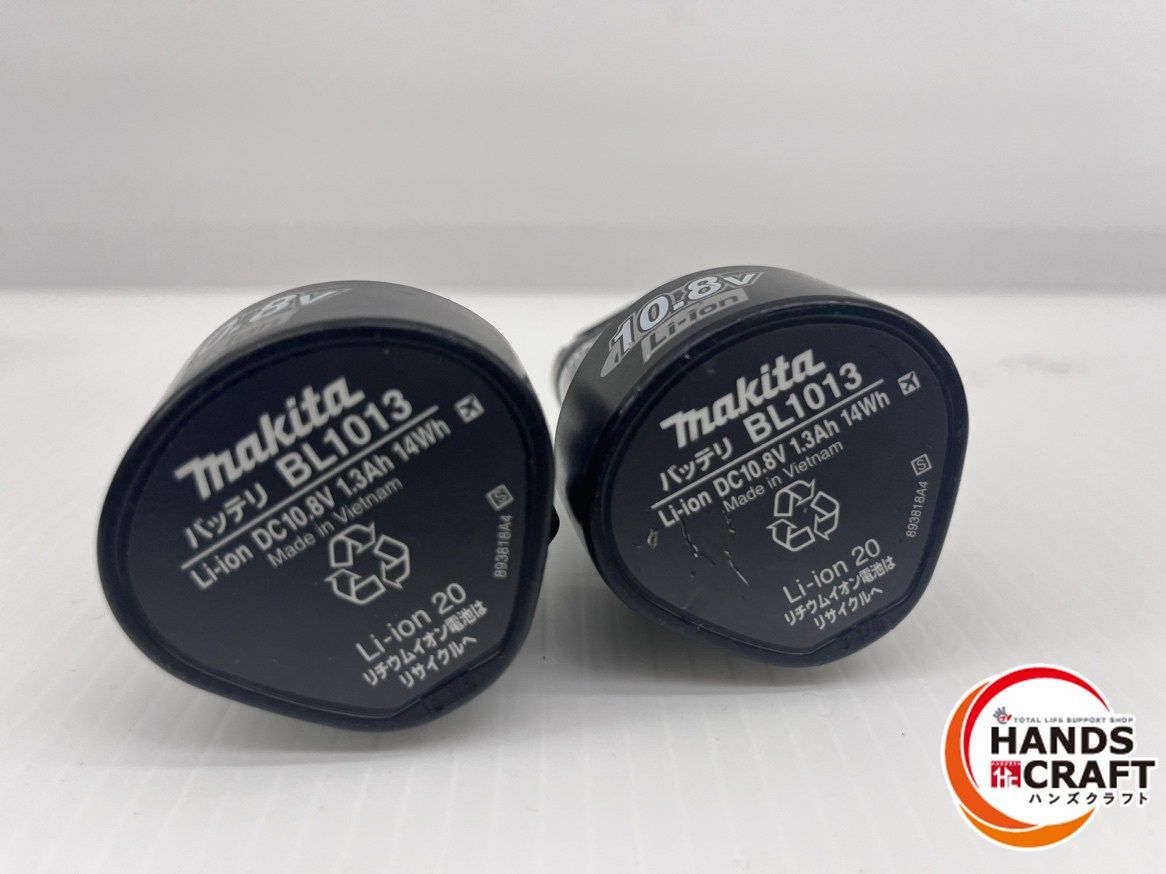 10.8V
Li-ion
makita
バッテリ BL1013
Li-ion DC10.8V 1.3Ah 14Wh
Made in Vietnam
S
893818A4
Li-ion 20
リチウムイオン電池は
リサイクルへ
10.8V
Li-ion
makita
バッテリ BL1013
Li-ion DC10.8V 1.3Ah 14Wh
Made in Vietnam
S
893818A4
Li-ion 20
リチウムイオン電池は
リサイクルへ
TOTAL LIFE SUPPORT SHOP
HANDS
CRAFT
ハンズクラフト